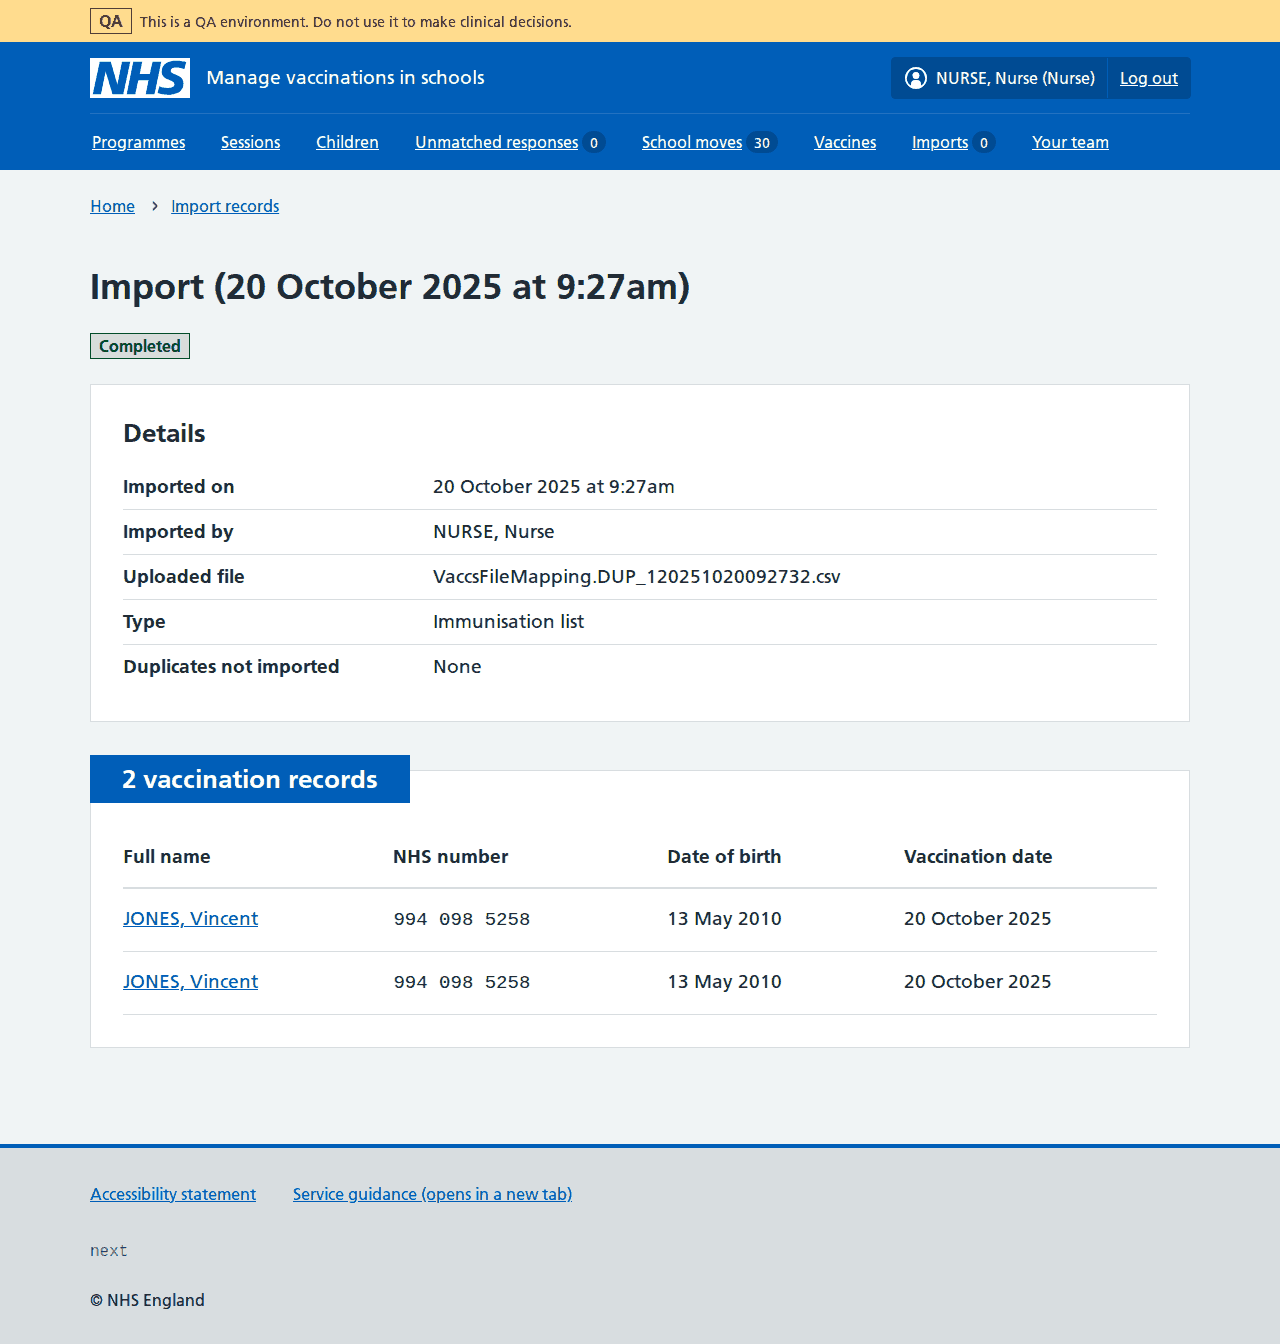 QA This is a QA environment. Do not use it to make clinical decisions.
NHS Manage vaccinations in schools NURSE, Nurse (Nurse) Log out
Programmes Sessions Children Unmatched responses 0 School moves 30 Vaccines Imports 0 Your team
Home Import records
Import (20 October 2025 at 9:27am)
Completed
Details
Imported on 20 October 2025 at 9:27am
Imported by NURSE, Nurse
Uploaded file VaccsFileMapping.DUP_120251020092732.csv
Type Immunisation list
Duplicates not imported None
2 vaccination records
Full name NHS number Date of birth Vaccination date
JONES, Vincent 994 098 5258 13 May 2010 20 October 2025
JONES, Vincent 994 098 5258 13 May 2010 20 October 2025
Accessibility statement Service guidance (opens in a new tab)
next
© NHS England